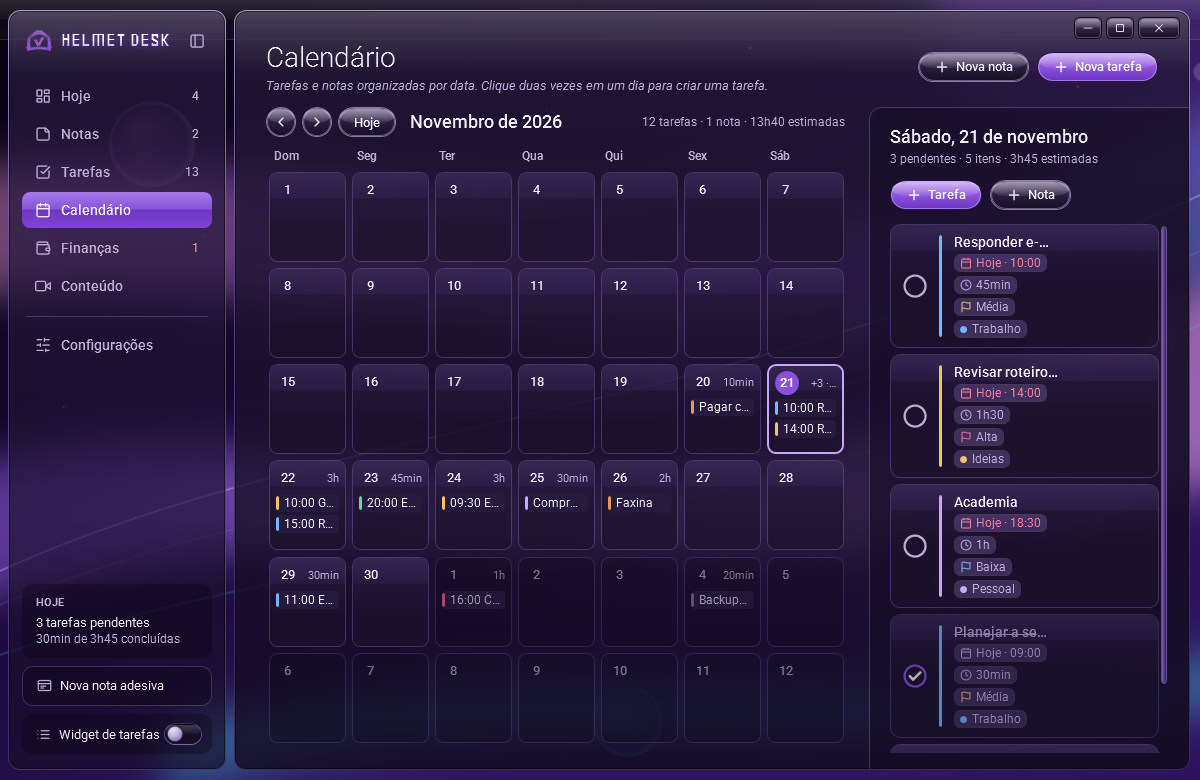 HELMET DESK
Hoje 4
Notas 2
Tarefas 13
Calendário
Finanças 1
Conteúdo
Configurações
HOJE
3 tarefas pendentes
30min de 3h45 concluídas
Nova nota adesiva
Widget de tarefas
Calendário
Tarefas e notas organizadas por data. Clique duas vezes em um dia para criar uma tarefa.
Nova nota
Nova tarefa
Hoje
Novembro de 2026
12 tarefas · 1 nota · 13h40 estimadas
Dom Seg Ter Qua Qui Sex Sáb
1 2 3 4 5 6 7
8 9 10 11 12 13 14
15 16 17 18 19 20 10min 21 +3 ·...
Pagar c... 10:00 R...
14:00 R...
22 3h 23 45min 24 3h 25 30min 26 2h 27 28
10:00 G... 20:00 E... 09:30 E... Compr... Faxina
15:00 R...
29 30min 30 1 1h 2 3 4 20min 5
11:00 E... 16:00 C... Backup...
6 7 8 9 10 11 12
Sábado, 21 de novembro
3 pendentes · 5 itens · 3h45 estimadas
Tarefa
Nota
Responder e-...
Hoje · 10:00
45min
Média
Trabalho
Revisar roteiro...
Hoje · 14:00
1h30
Alta
Ideias
Academia
Hoje · 18:30
1h
Baixa
Pessoal
Planejar a se...
Hoje · 09:00
30min
Média
Trabalho